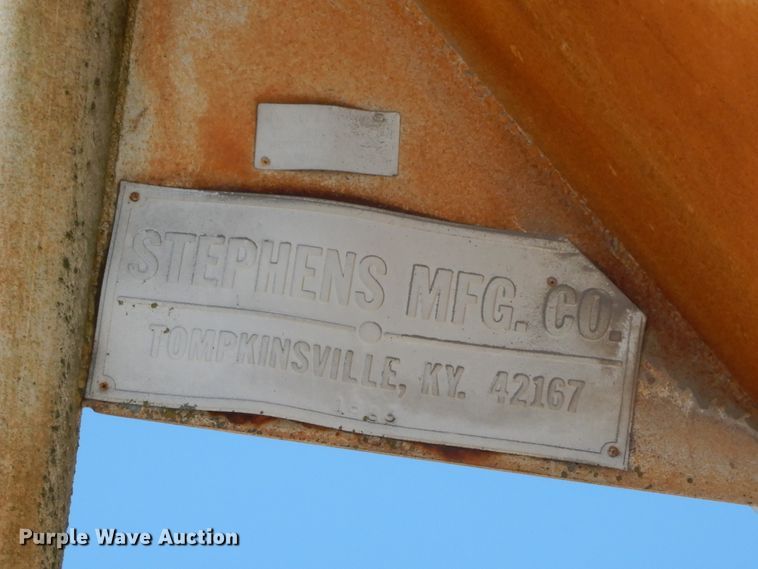 STEPHENS MFG. CO.
TOMPKINSVILLE, KY. 42167
Purple Wave Auction